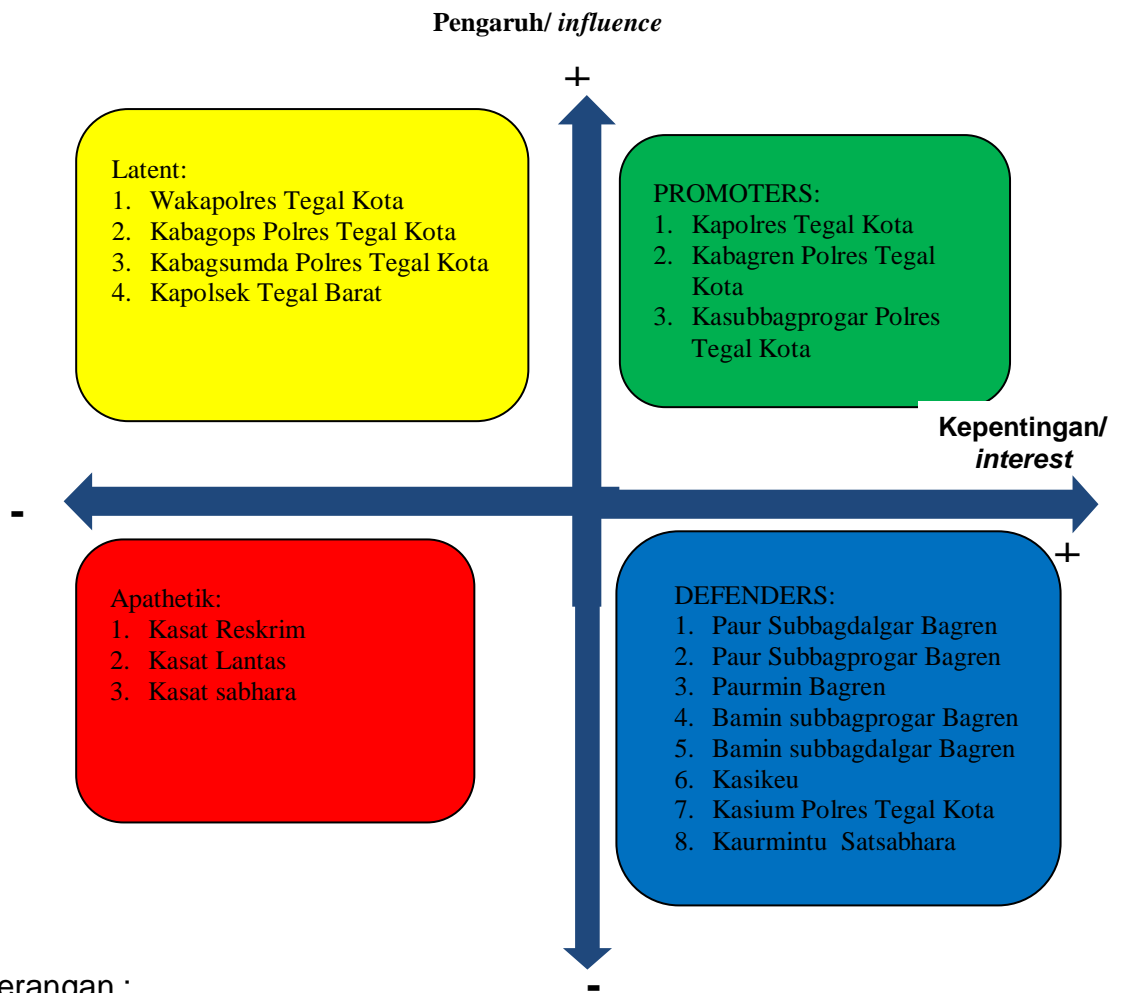 Pengaruh/ influence
+
Latent:
1. Wakapolres Tegal Kota
2. Kabagops Polres Tegal Kota
3. Kabagsumda Polres Tegal Kota
4. Kapolsek Tegal Barat
PROMOTERS:
1. Kapolres Tegal Kota
2. Kabagren Polres Tegal
Kota
3. Kasubbagprogar Polres
Tegal Kota
Kepentingan/
interest
-
+
Apathetik:
1. Kasat Reskrim
2. Kasat Lantas
3. Kasat sabhara
DEFENDERS:
1. Paur Subbagdalgar Bagren
2. Paur Subbagprogar Bagren
3. Paurmin Bagren
4. Bamin subbagprogar Bagren
5. Bamin subbagdalgar Bagren
6. Kasikeu
7. Kasium Polres Tegal Kota
8. Kaurmintu Satsabhara
-
erangan :